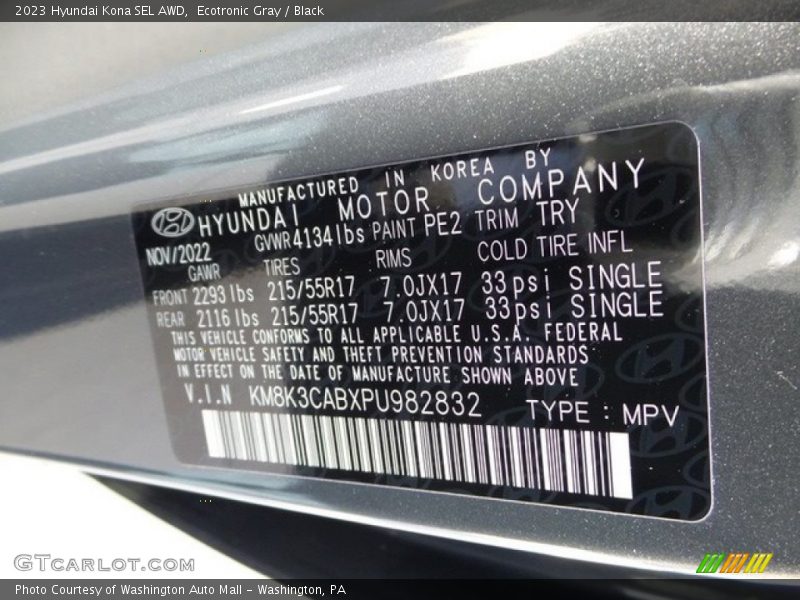 2023 Hyundai Kona SEL AWD, Ecotronic Gray / Black
MANUFACTURED IN KOREA BY
HYUNDAI MOTOR COMPANY
NOV/2022 GVWR 4134 lbs PAINT PE2 TRIM TRY
GAWR TIRES RIMS COLD TIRE INFL
FRONT 2293 lbs 215/55R17 7.0JX17 33 psi SINGLE
REAR 2116 lbs 215/55R17 7.0JX17 33 psi SINGLE
THIS VEHICLE CONFORMS TO ALL APPLICABLE U.S.A. FEDERAL
MOTOR VEHICLE SAFETY AND THEFT PREVENTION STANDARDS
IN EFFECT ON THE DATE OF MANUFACTURE SHOWN ABOVE
V.I.N KM8K3CABXPU982832 TYPE : MPV
GTcarlot.com
Photo Courtesy of Washington Auto Mall - Washington, PA